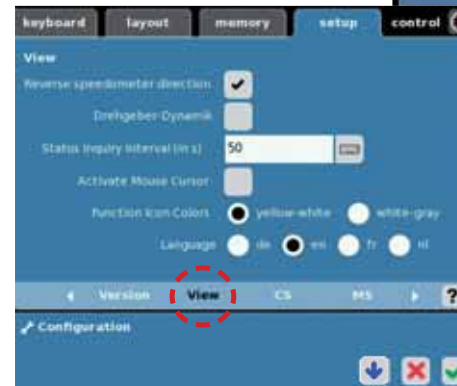 keyboard layout memory setup control
View
Reverse speedometer direction
Drehgeber-Dynamik
Status Inquiry Interval (in s) 50
Activate Mouse Cursor
Function Icon Colors yellow-white white-gray
Language de en fr nl
Version View CS MS ?
Configuration